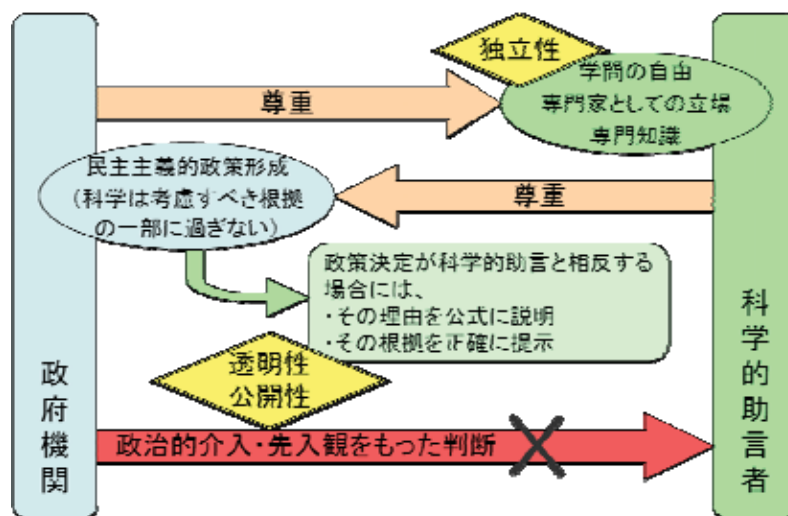 独立性
学問の自由
専門家としての立場
専門知識
尊重
民主主義的政策形成
（科学は考慮すべき根拠
の一部に過ぎない）
尊重
政策決定が科学的助言と相反する
場合には、
・その理由を公式に説明
・その根拠を正確に提示
透明性
公開性
政治的介入・先入観をもった判断
政府機関
科学的助言者